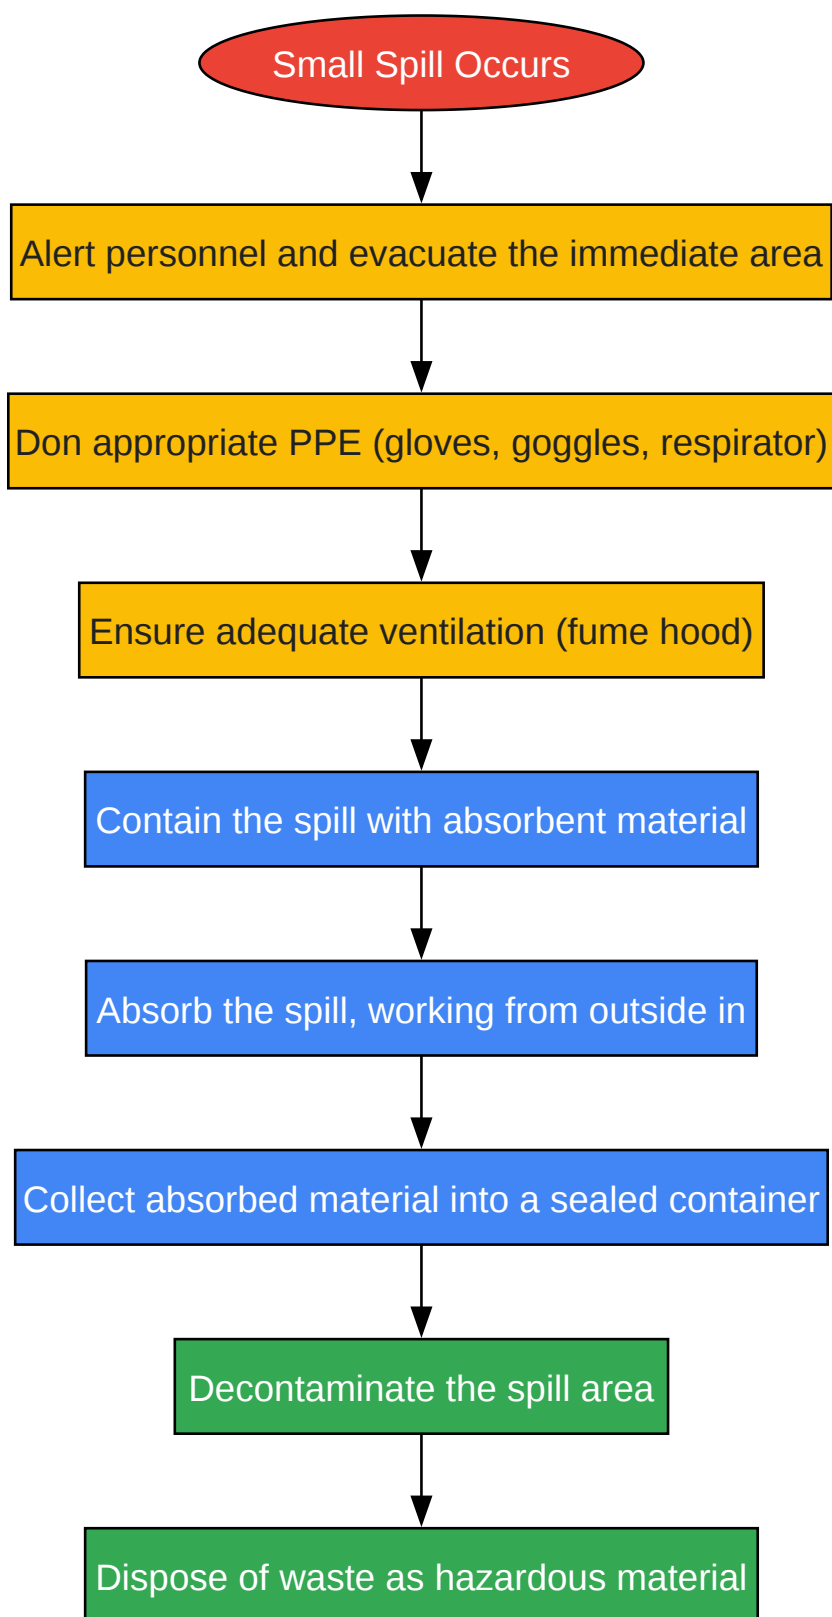 Small Spill Occurs
Alert personnel and evacuate the immediate area
Don appropriate PPE (gloves, goggles, respirator)
Ensure adequate ventilation (fume hood)
Contain the spill with absorbent material
Absorb the spill, working from outside in
Collect absorbed material into a sealed container
Decontaminate the spill area
Dispose of waste as hazardous material